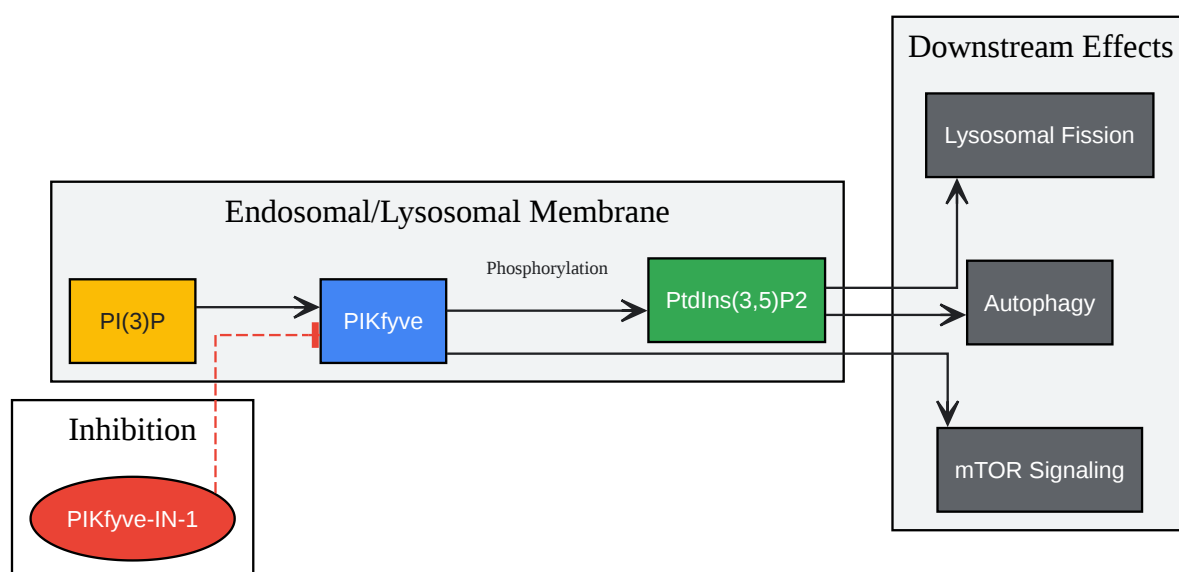 Downstream Effects
Lysosomal Fission
Endosomal/Lysosomal Membrane
Phosphorylation
PI(3)P
PIKfyve
PtdIns(3,5)P2
Autophagy
Inhibition
mTOR Signaling
PIKfyve-IN-1